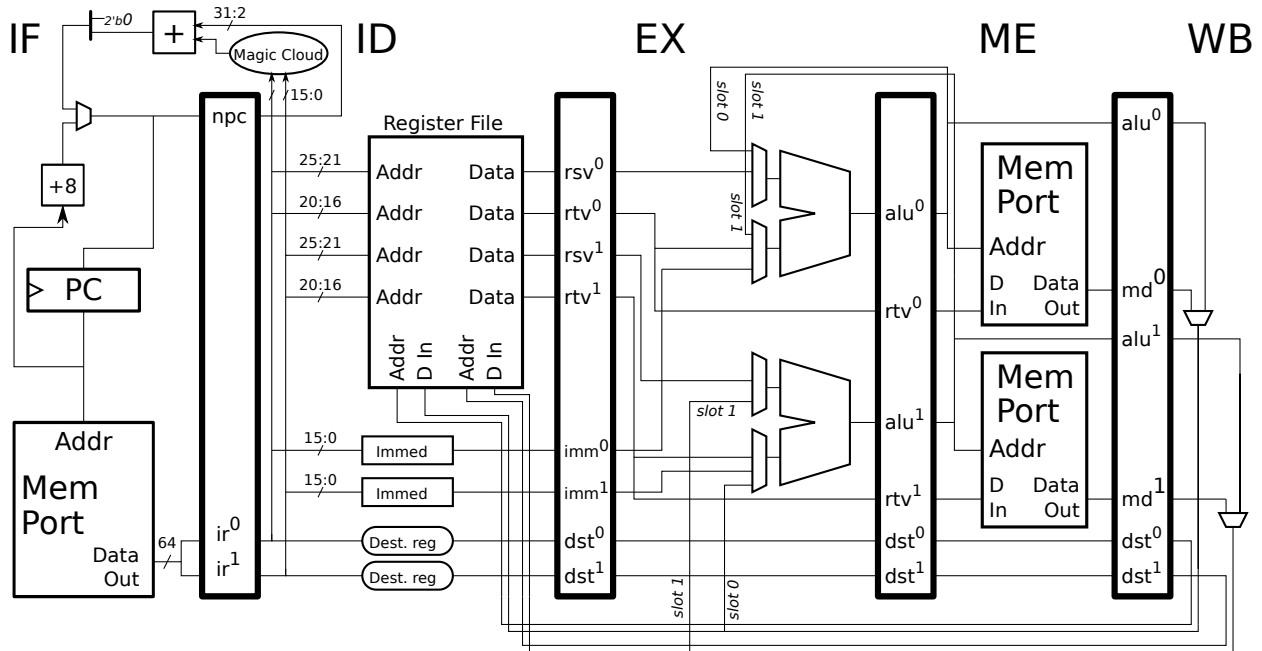 IF
ID
EX
ME
WB
2'b0
+
31:2
Magic Cloud
15:0
npc
+8
PC
Addr
Mem
Port
Data
Out
64
ir0
ir1
Register File
25:21
Addr
Data
20:16
Addr
Data
25:21
Addr
Data
20:16
Addr
Data
Addr
D In
Addr
D In
15:0
Immed
15:0
Immed
Dest. reg
Dest. reg
rsv0
rtv0
rsv1
rtv1
imm0
imm1
dst0
dst1
slot 0
slot 1
slot 1
slot 1
slot 1
slot 0
alu0
rtv0
alu1
rtv1
dst0
dst1
Mem
Port
Addr
D
In
Data
Out
Mem
Port
Addr
D
In
Data
Out
alu0
md0
alu1
md1
dst0
dst1